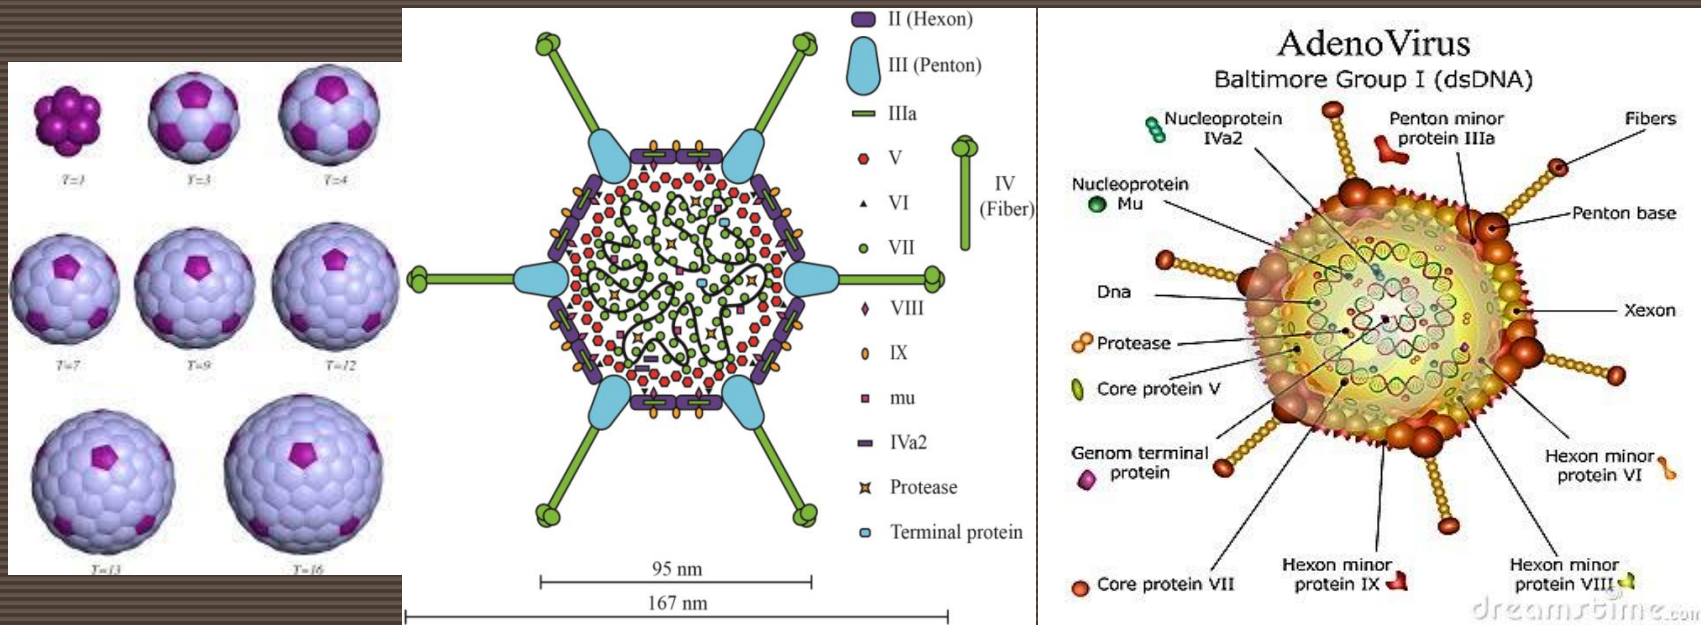 T=1
T=3
T=4
T=7
T=9
T=12
T=13
T=16
II (Hexon)
III (Penton)
IIIa
V
VI
VII
VIII
IX
mu
IVa2
Protease
Terminal protein
IV
(Fiber)
95 nm
167 nm
AdenoVirus
Baltimore Group I (dsDNA)
Nucleoprotein
IVa2
Penton minor
protein IIIa
Fibers
Nucleoprotein
Mu
Penton base
Dna
Xexon
Protease
Core protein V
Genom terminal
protein
Hexon minor
protein VI
Core protein VII
Hexon minor
protein IX
Hexon minor
protein VIII
dreamstime.com